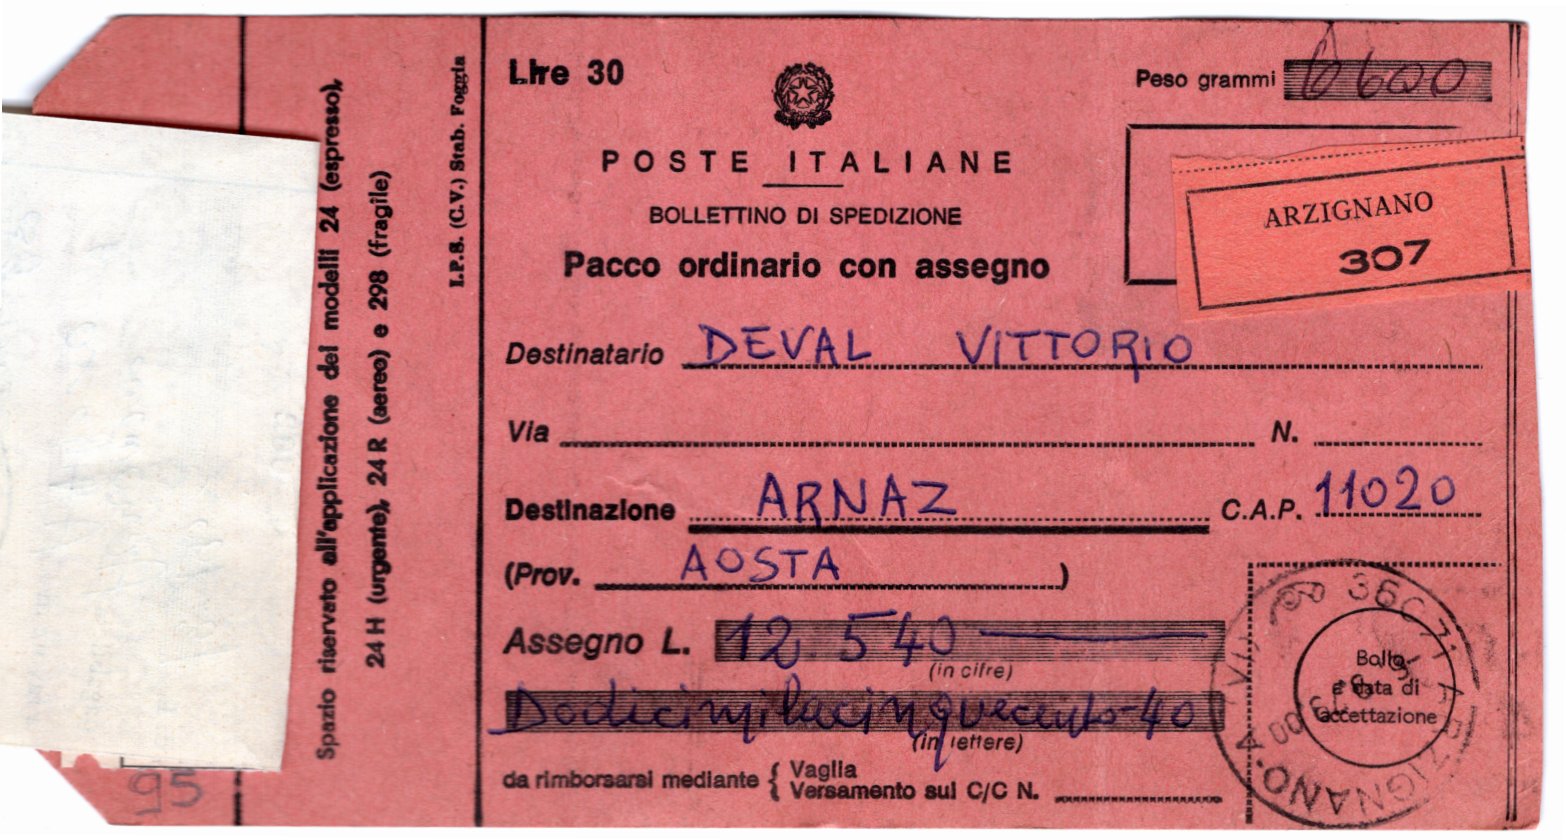 Lire 30
Peso grammi 6600
POSTE ITALIANE
BOLLETTINO DI SPEDIZIONE
Pacco ordinario con assegno
ARZIGNANO
307
Destinatario DEVAL VITTORIO
Via N.
Destinazione ARNAZ C.A.P. 11020
(Prov. AOSTA )
Assegno L. 12.540
(in cifre)
Dodicimilacinquecento-40
(in lettere)
da rimborsarsi mediante { Vaglia
Versamento sul C/C N.
Bollo
a data di
accettazione
36071 ARZIGNANO
Spazio riservato all'applicazione dei modelli 24 (espresso),
24 H (urgente), 24 R (aereo) e 298 (fragile)
I.P.S. (C.V.) Stab. Foggia
95